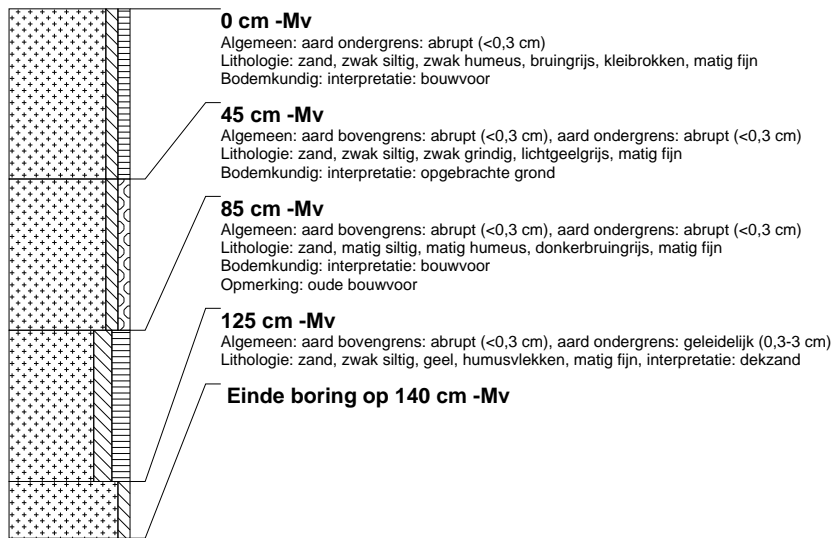 0 cm -Mv
Algemeen: aard ondergrens: abrupt (<0,3 cm)
Lithologie: zand, zwak siltig, zwak humeus, bruingrijs, kleibrokken, matig fijn
Bodemkundig: interpretatie: bouwvoor
45 cm -Mv
Algemeen: aard bovengrens: abrupt (<0,3 cm), aard ondergrens: abrupt (<0,3 cm)
Lithologie: zand, zwak siltig, zwak grindig, lichtgeelgrijs, matig fijn
Bodemkundig: interpretatie: opgebrachte grond
85 cm -Mv
Algemeen: aard bovengrens: abrupt (<0,3 cm), aard ondergrens: abrupt (<0,3 cm)
Lithologie: zand, matig siltig, matig humeus, donkerbruingrijs, matig fijn
Bodemkundig: interpretatie: bouwvoor
Opmerking: oude bouwvoor
125 cm -Mv
Algemeen: aard bovengrens: abrupt (<0,3 cm), aard ondergrens: geleidelijk (0,3-3 cm)
Lithologie: zand, zwak siltig, geel, humusvlekken, matig fijn, interpretatie: dekzand
Einde boring op 140 cm -Mv